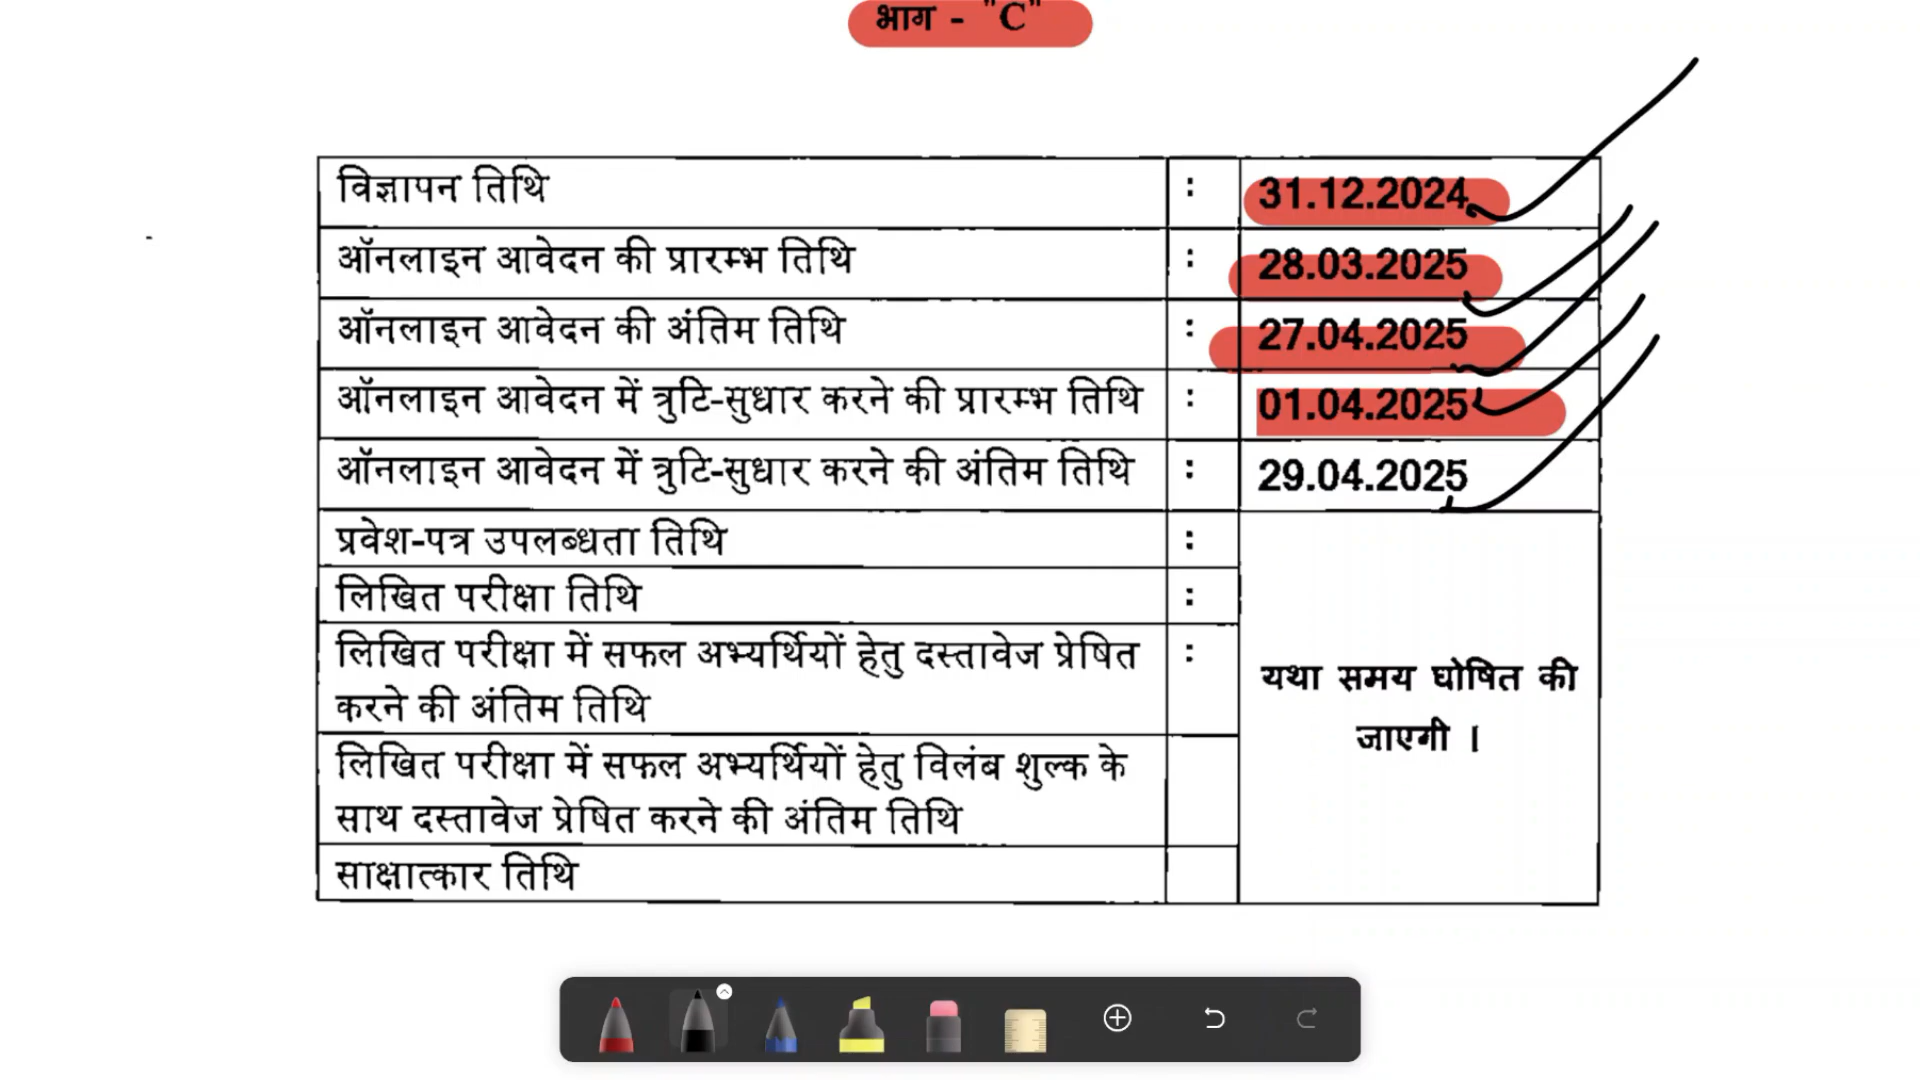 भाग - "C"
विज्ञापन तिथि : 31.12.2024
ऑनलाइन आवेदन की प्रारम्भ तिथि : 28.03.2025
ऑनलाइन आवेदन की अंतिम तिथि : 27.04.2025
ऑनलाइन आवेदन में त्रुटि-सुधार करने की प्रारम्भ तिथि : 01.04.2025
ऑनलाइन आवेदन में त्रुटि-सुधार करने की अंतिम तिथि : 29.04.2025
प्रवेश-पत्र उपलब्धता तिथि :
लिखित परीक्षा तिथि :
लिखित परीक्षा में सफल अभ्यर्थियों हेतु दस्तावेज प्रेषित :
करने की अंतिम तिथि
लिखित परीक्षा में सफल अभ्यर्थियों हेतु विलंब शुल्क के
साथ दस्तावेज प्रेषित करने की अंतिम तिथि
साक्षात्कार तिथि
यथा समय घोषित की
जाएगी ।